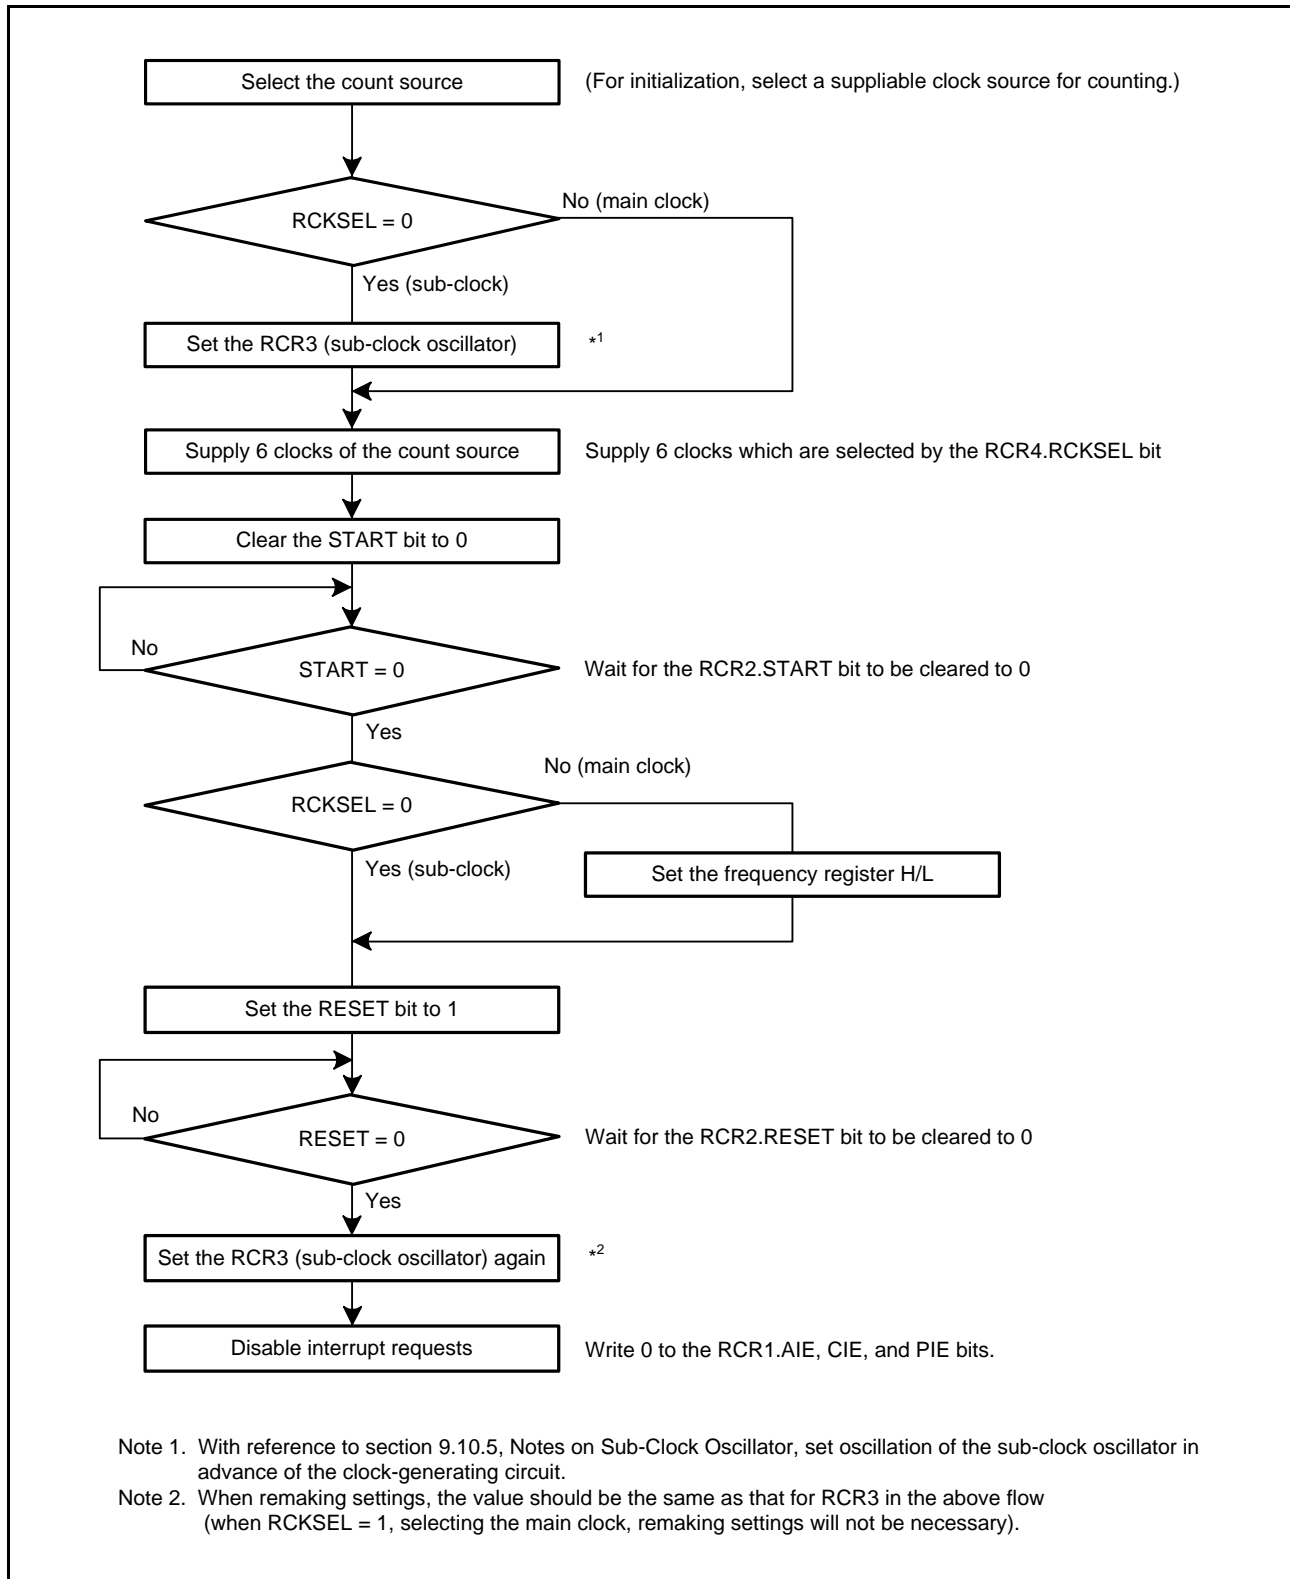 Select the count source
(For initialization, select a suppliable clock source for counting.)
No (main clock)
RCKSEL = 0
Yes (sub-clock)
Set the RCR3 (sub-clock oscillator)
*1
Supply 6 clocks of the count source
Supply 6 clocks which are selected by the RCR4.RCKSEL bit
Clear the START bit to 0
No
START = 0
Wait for the RCR2.START bit to be cleared to 0
Yes
No (main clock)
RCKSEL = 0
Yes (sub-clock)
Set the frequency register H/L
Set the RESET bit to 1
No
RESET = 0
Wait for the RCR2.RESET bit to be cleared to 0
Yes
Set the RCR3 (sub-clock oscillator) again
*2
Disable interrupt requests
Write 0 to the RCR1.AIE, CIE, and PIE bits.
Note 1. With reference to section 9.10.5, Notes on Sub-Clock Oscillator, set oscillation of the sub-clock oscillator in
advance of the clock-generating circuit.
Note 2. When remaking settings, the value should be the same as that for RCR3 in the above flow
(when RCKSEL = 1, selecting the main clock, remaking settings will not be necessary).